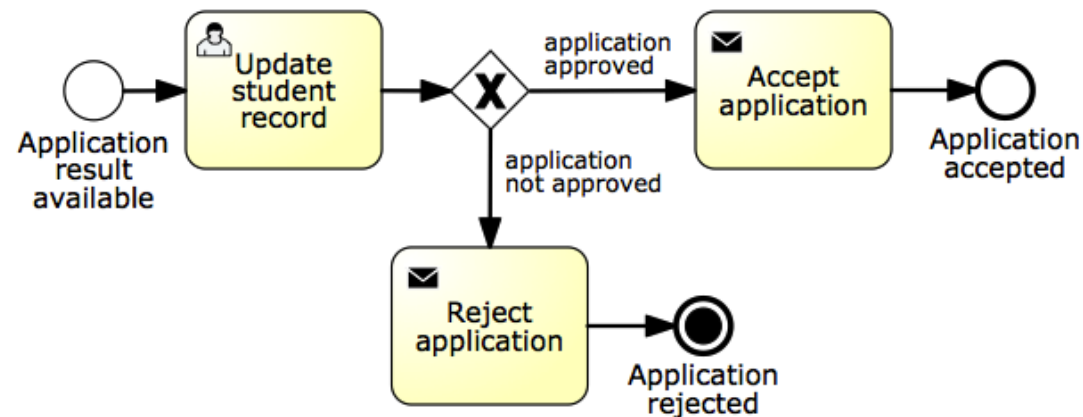 Application
result
available
Update
student
record
application
approved
application
not approved
Accept
application
Application
accepted
Reject
application
Application
rejected